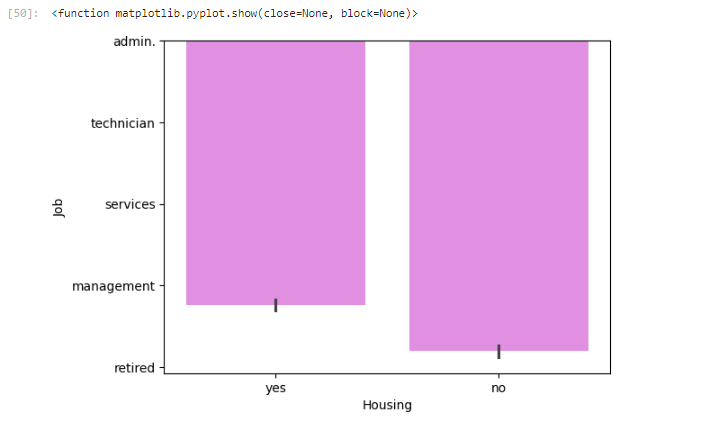 [50]: <function matplotlib.pyplot.show(close=None, block=None)>
admin.
technician
services
management
retired
Job
yes no
Housing